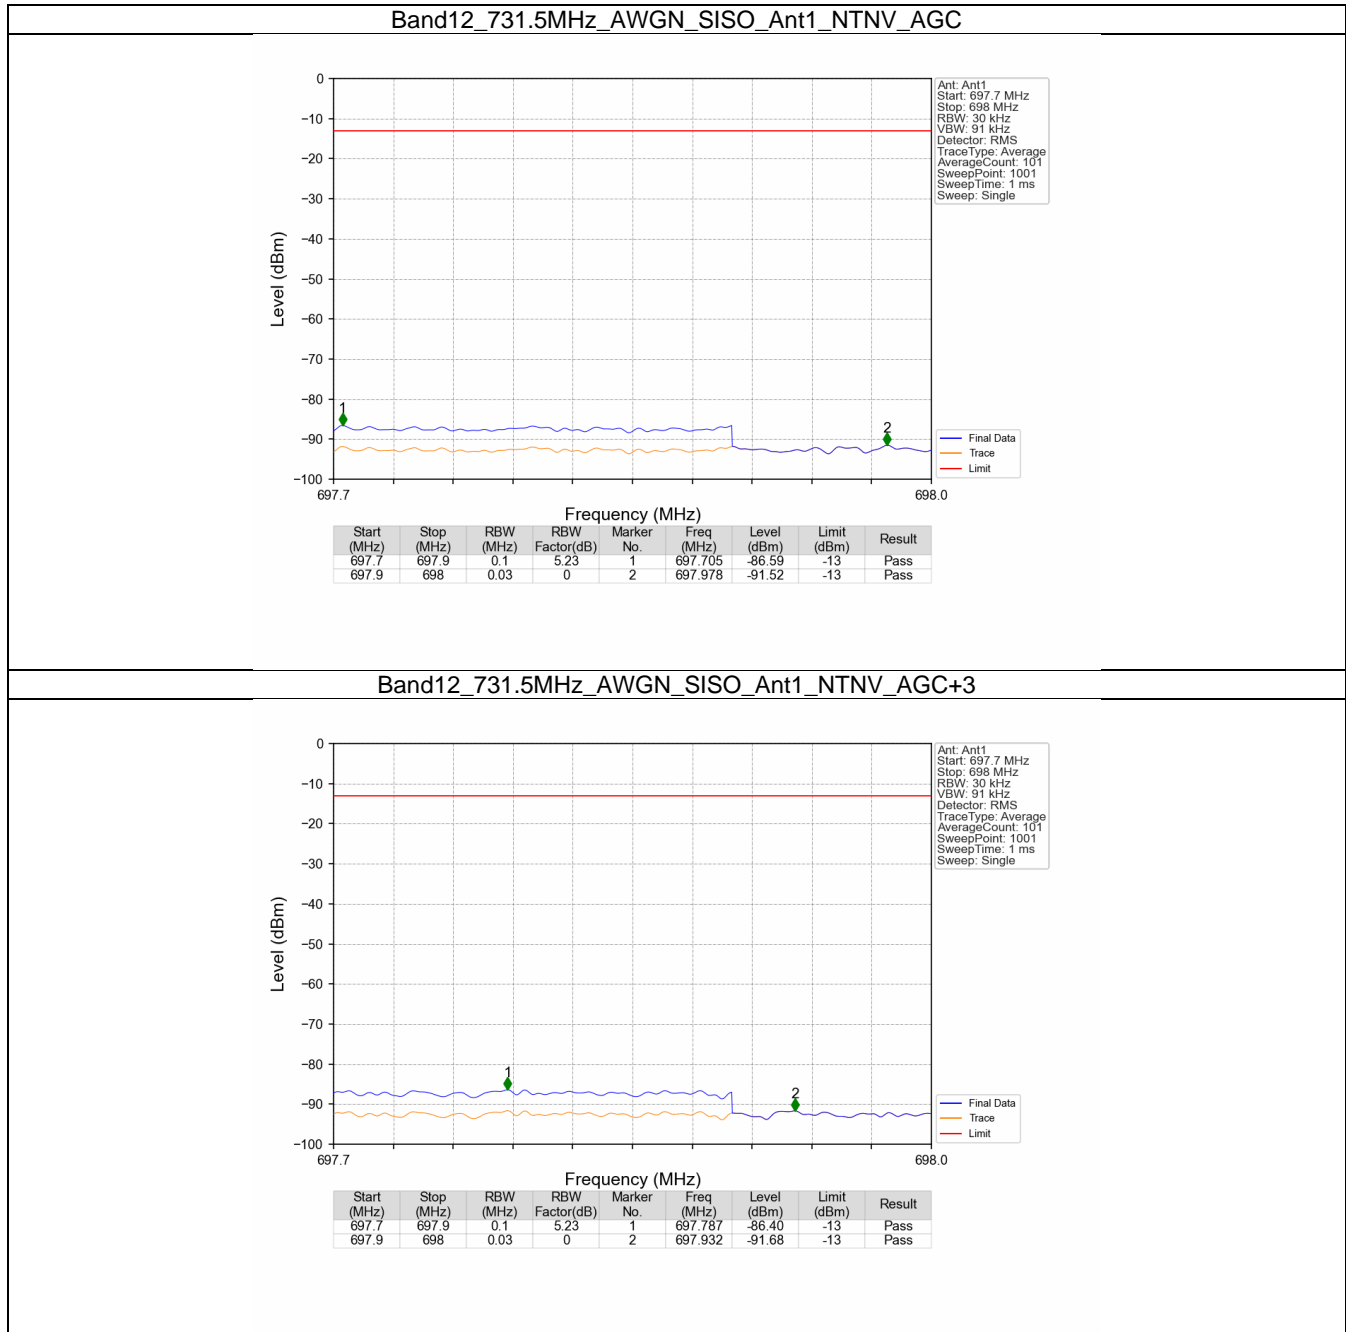 Band12_731.5MHz_AWGN_SISO_Ant1_NTNV_AGC
0
−10
−20
−30
−40
−50
−60
−70
−80
−90
−100
Level (dBm)
1
2
697.7
698.0
Frequency (MHz)
Ant: Ant1
Start: 697.7 MHz
Stop: 698 MHz
RBW: 30 kHz
VBW: 91 kHz
Detector: RMS
TraceType: Average
AverageCount: 101
SweepPoint: 1001
SweepTime: 1 ms
Sweep: Single
Final Data
Trace
Limit
Start (MHz) Stop (MHz) RBW (MHz) RBW Factor(dB) Marker No. Freq (MHz) Level (dBm) Limit (dBm) Result
697.7 697.9 0.1 5.23 1 697.705 -86.59 -13 Pass
697.9 698 0.03 0 2 697.978 -91.52 -13 Pass
Band12_731.5MHz_AWGN_SISO_Ant1_NTNV_AGC+3
0
−10
−20
−30
−40
−50
−60
−70
−80
−90
−100
Level (dBm)
1
2
697.7
698.0
Frequency (MHz)
Ant: Ant1
Start: 697.7 MHz
Stop: 698 MHz
RBW: 30 kHz
VBW: 91 kHz
Detector: RMS
TraceType: Average
AverageCount: 101
SweepPoint: 1001
SweepTime: 1 ms
Sweep: Single
Final Data
Trace
Limit
Start (MHz) Stop (MHz) RBW (MHz) RBW Factor(dB) Marker No. Freq (MHz) Level (dBm) Limit (dBm) Result
697.7 697.9 0.1 5.23 1 697.787 -86.40 -13 Pass
697.9 698 0.03 0 2 697.932 -91.68 -13 Pass